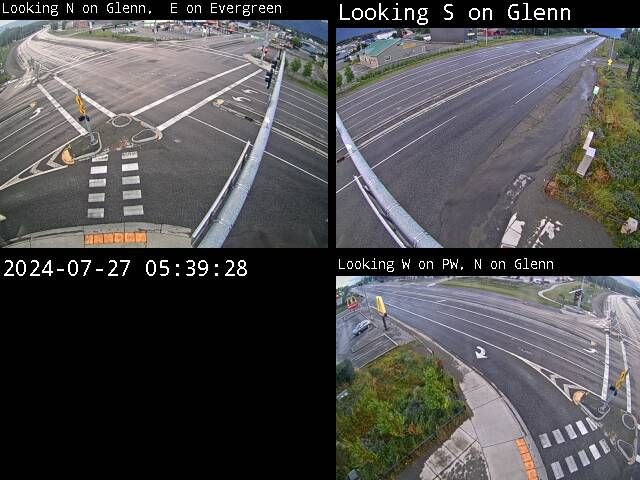 Looking N on Glenn,  E on Evergreen
Looking S on Glenn
2024-07-27 05:39:28
Looking W on PW, N on Glenn